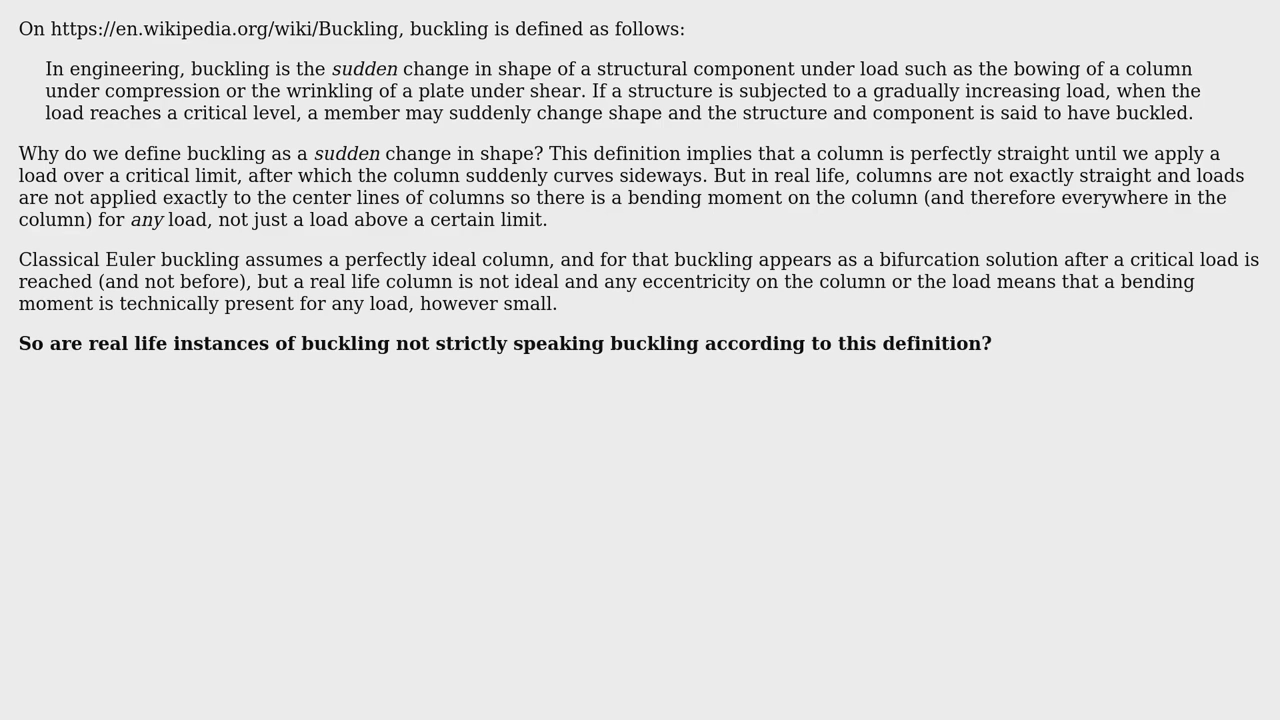 On https://en.wikipedia.org/wiki/Buckling, buckling is defined as follows:
In engineering, buckling is the sudden change in shape of a structural component under load such as the bowing of a column
under compression or the wrinkling of a plate under shear. If a structure is subjected to a gradually increasing load, when the
load reaches a critical level, a member may suddenly change shape and the structure and component is said to have buckled.
Why do we define buckling as a sudden change in shape? This definition implies that a column is perfectly straight until we apply a
load over a critical limit, after which the column suddenly curves sideways. But in real life, columns are not exactly straight and loads
are not applied exactly to the center lines of columns so there is a bending moment on the column (and therefore everywhere in the
column) for any load, not just a load above a certain limit.
Classical Euler buckling assumes a perfectly ideal column, and for that buckling appears as a bifurcation solution after a critical load is
reached (and not before), but a real life column is not ideal and any eccentricity on the column or the load means that a bending
moment is technically present for any load, however small.
So are real life instances of buckling not strictly speaking buckling according to this definition?